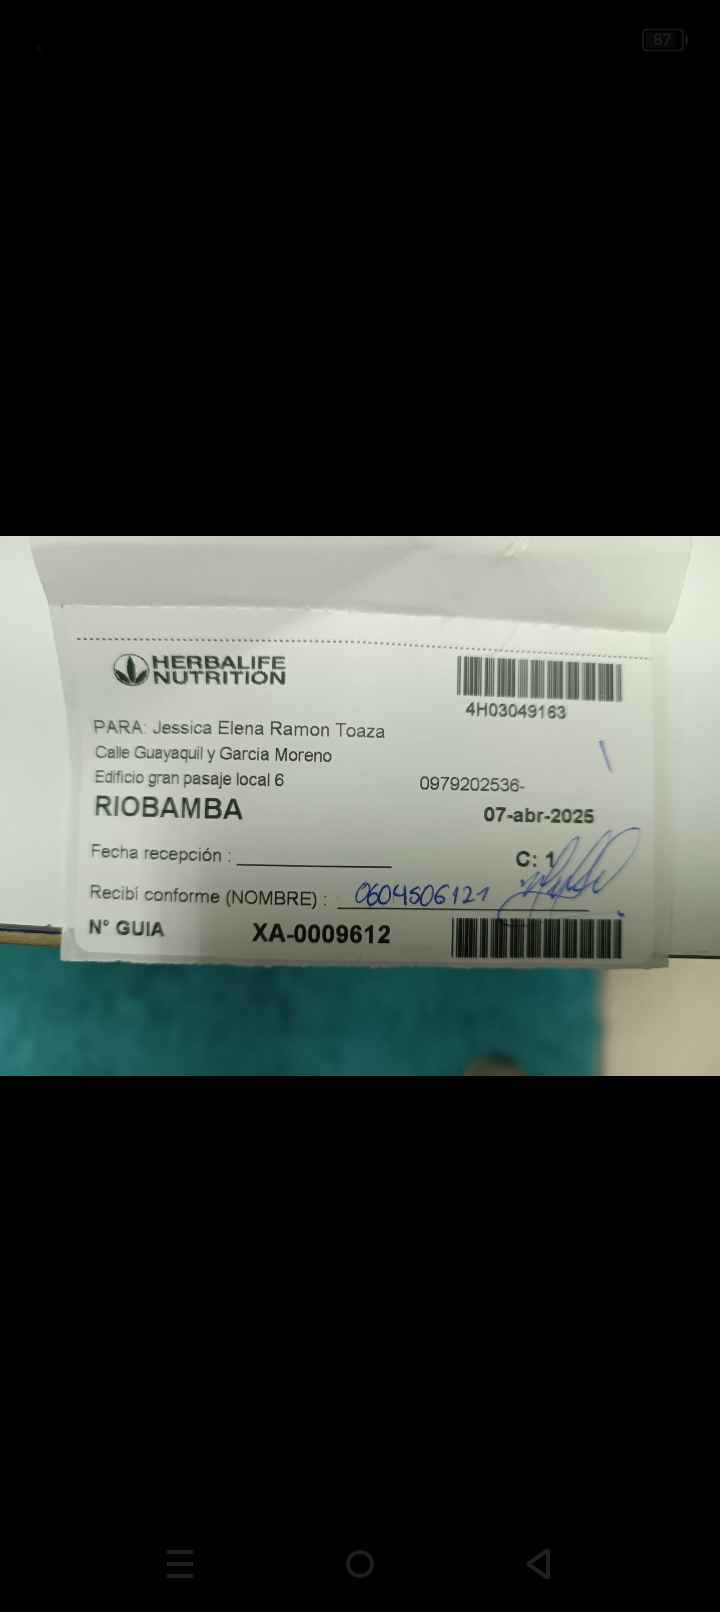 87
HERBALIFE
NUTRITION
4H03049163
PARA: Jessica Elena Ramon Toaza
Calle Guayaquil y Garcia Moreno
Edificio gran pasaje local 6 0979202536-
RIOBAMBA 07-abr-2025
Fecha recepción : C: 1
Recibí conforme (NOMBRE) : 0604506121
N° GUIA XA-0009612